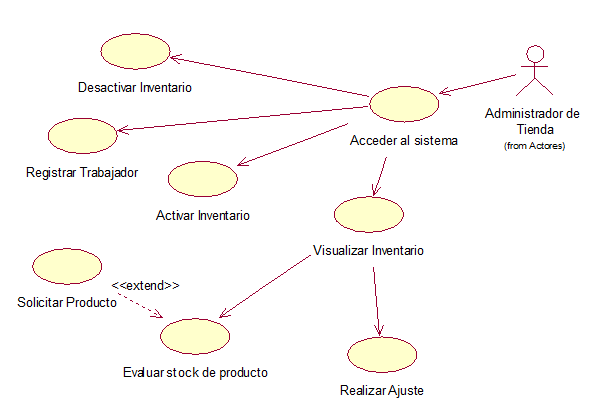 Desactivar Inventario
Administrador de
Tienda
(from Actores)
Acceder al sistema
Registrar Trabajador
Activar Inventario
Visualizar Inventario
<<extend>>
Solicitar Producto
Evaluar stock de producto
Realizar Ajuste